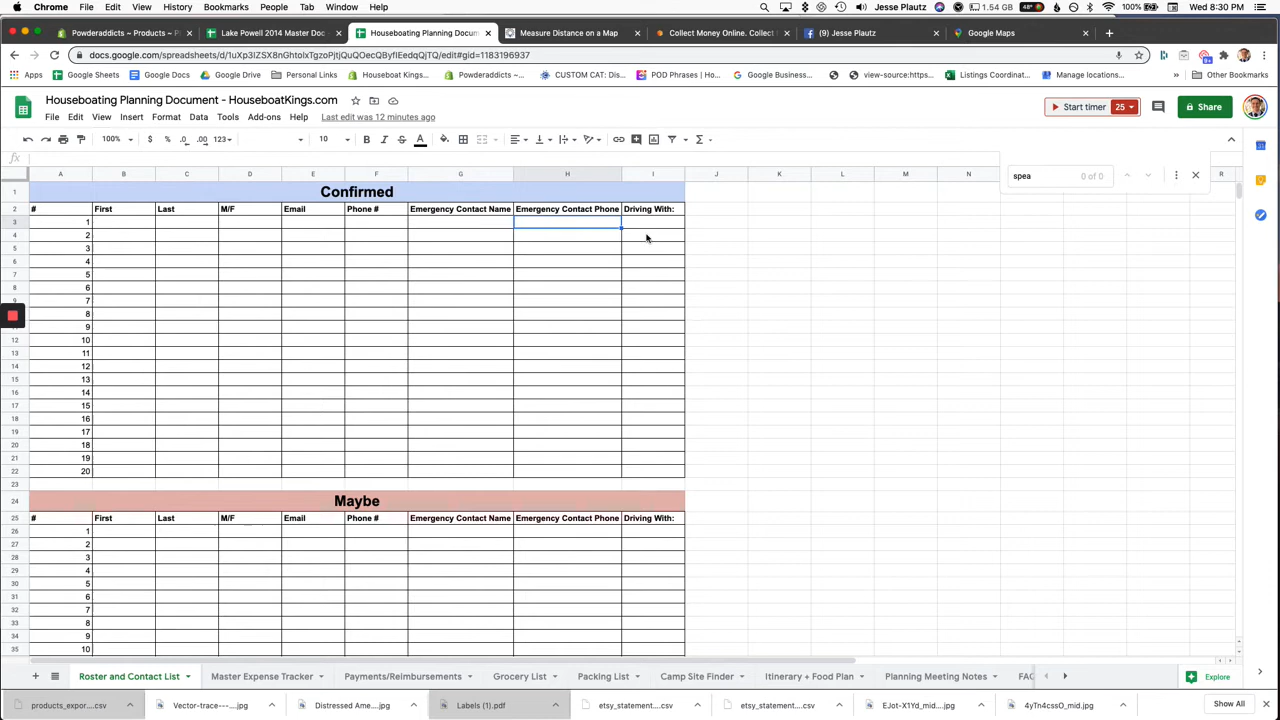 Chrome File Edit View History Bookmarks People Tab Window Help Jesse Plautz 1.54 GB 48° 100% Wed 8:30 PM
Powderaddicts ~ Products ~ P Lake Powell 2014 Master Doc Houseboating Planning Docum Measure Distance on a Map Collect Money Online. Collect (8) Jesse Plautz Google Maps
docs.google.com/spreadsheets/d/1uXp3IZSX8nGhtolxTgzoPjtjQuQOecQByfIEedqQjTQ/edit#gid=1183196937
Apps Google Sheets Google Docs Google Drive Personal Links Houseboat Kings... Powderaddicts ~... CUSTOM CAT: Dis... POD Phrases | Ho... Google Business... view-source:https... Listings Coordinat... Manage locations... Other Bookmarks
Houseboating Planning Document - HouseboatKings.com
Start timer 25 Share
File Edit View Insert Format Data Tools Add-ons Help Last edit was 12 minutes ago
100% $ % .0 .00 123 10 B I S A
fx
spea 0 of 0
A B C D E F G H I J K L M N R
1 Confirmed
2 # First Last M/F Email Phone # Emergency Contact Name Emergency Contact Phone Driving With:
3 1
4 2
5 3
6 4
7 5
8 6
9 7
8
9
12 10
13 11
14 12
15 13
16 14
17 15
18 16
19 17
20 18
21 19
22 20
23
24 Maybe
25 # First Last M/F Email Phone # Emergency Contact Name Emergency Contact Phone Driving With:
26 1
27 2
28 3
29 4
30 5
31 6
32 7
33 8
34 9
35 10
Roster and Contact List Master Expense Tracker Payments/Reimbursements Grocery List Packing List Camp Site Finder Itinerary + Food Plan Planning Meeting Notes FAQ Explore
products_expor....csv Vector-trace---....jpg Distressed Ame....jpg Labels (1).pdf etsy_statement....csv etsy_statement....csv EJot-X1Yd_mid....jpg 4yTn4cssO_mid.jpg Show All